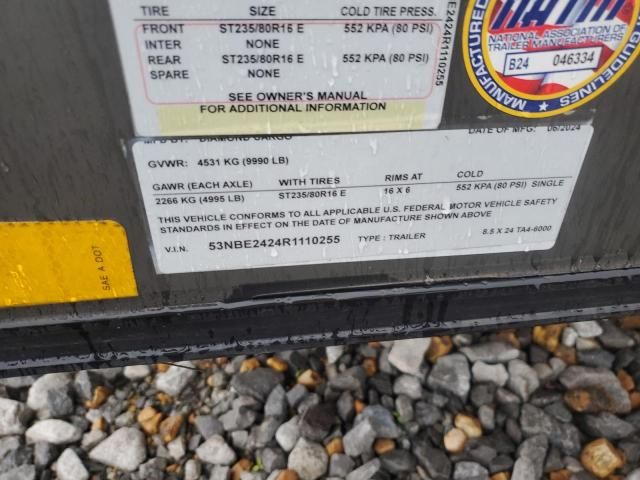 TIRE SIZE COLD TIRE PRESS.
FRONT ST235/80R16 E 552 KPA (80 PSI)
INTER NONE
REAR ST235/80R16 E 552 KPA (80 PSI)
SPARE NONE
SEE OWNER'S MANUAL
FOR ADDITIONAL INFORMATION
E2424R1110255
MANUFACTURED
NATIONAL ASSOCIATION OF
TRAILER MANUFACTURERS
B24 046334
GUIDELINES
MFD BY: DIAMOND CARGO DATE OF MFG: 06/2024
GVWR: 4531 KG (9990 LB)
GAWR (EACH AXLE) WITH TIRES RIMS AT COLD
2266 KG (4995 LB) ST235/80R16 E 16 X 6 552 KPA (80 PSI) SINGLE
THIS VEHICLE CONFORMS TO ALL APPLICABLE U.S. FEDERAL MOTOR VEHICLE SAFETY
STANDARDS IN EFFECT ON THE DATE OF MANUFACTURE SHOWN ABOVE
V.I.N. 53NBE2424R1110255 TYPE : TRAILER 8.5 X 24 TA4-6000
SAE A DOT